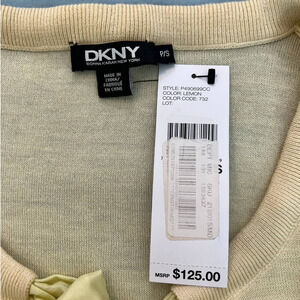 DKNY
DONNA KARAN NEW YORK
P/S
MADE IN
CHINA/
FABRIQUÉ
EN CHINE
STYLE: P490699CC
COLOR: LEMON
COLOR CODE: 732
LOT:
MSRP $125.00